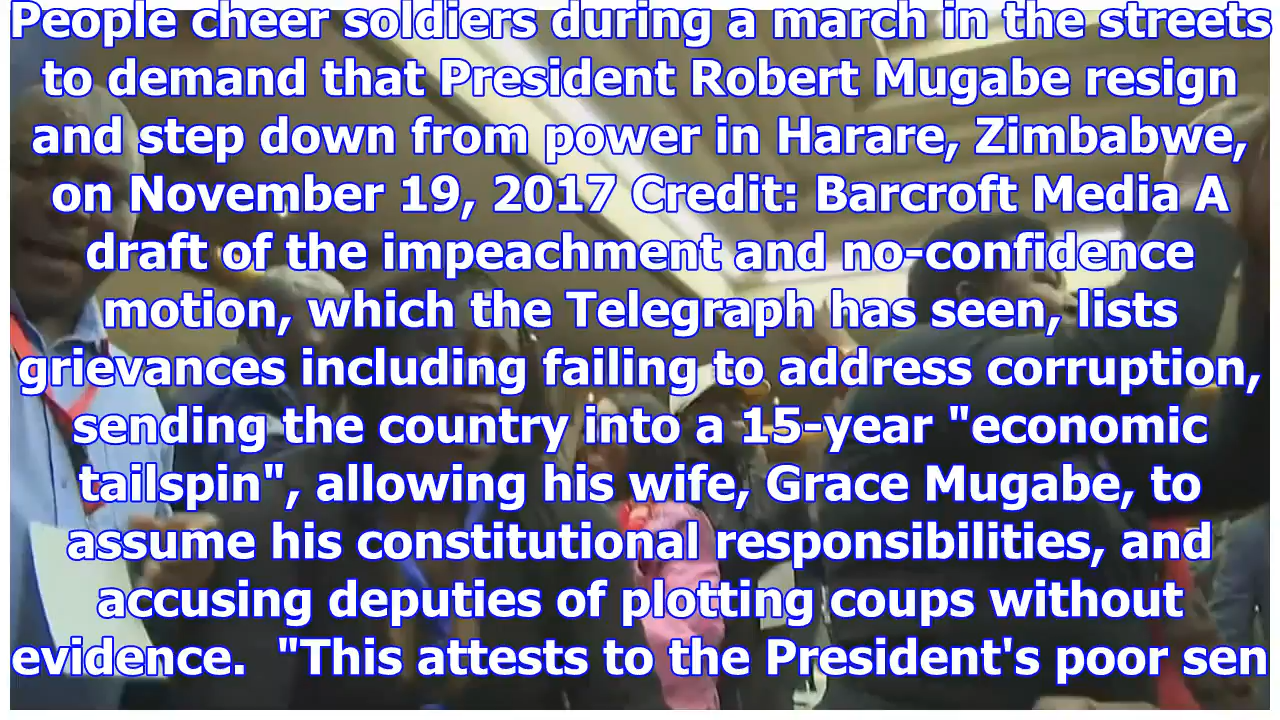 People cheer soldiers during a march in the streets
to demand that President Robert Mugabe resign
and step down from power in Harare, Zimbabwe,
on November 19, 2017 Credit: Barcroft Media A
draft of the impeachment and no-confidence
motion, which the Telegraph has seen, lists
grievances including failing to address corruption,
sending the country into a 15-year "economic
tailspin", allowing his wife, Grace Mugabe, to
assume his constitutional responsibilities, and
accusing deputies of plotting coups without
evidence.  "This attests to the President's poor sen